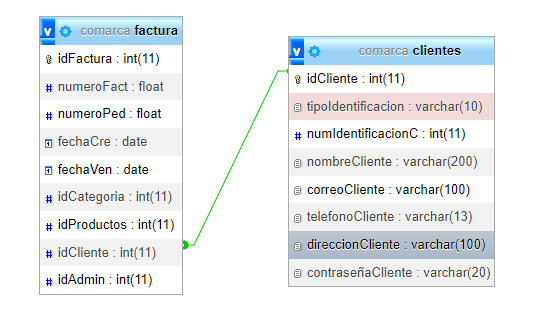 v comarca factura
idFactura : int(11)
# numeroFact : float
# numeroPed : float
fechaCre : date
fechaVen : date
# idCategoria : int(11)
# idProductos : int(11)
# idCliente : int(11)
# idAdmin : int(11)
v comarca clientes
idCliente : int(11)
tipoIdentificacion : varchar(10)
# numIdentificacionC : int(11)
nombreCliente : varchar(200)
correoCliente : varchar(100)
telefonoCliente : varchar(13)
direccionCliente : varchar(100)
contraseñaCliente : varchar(20)